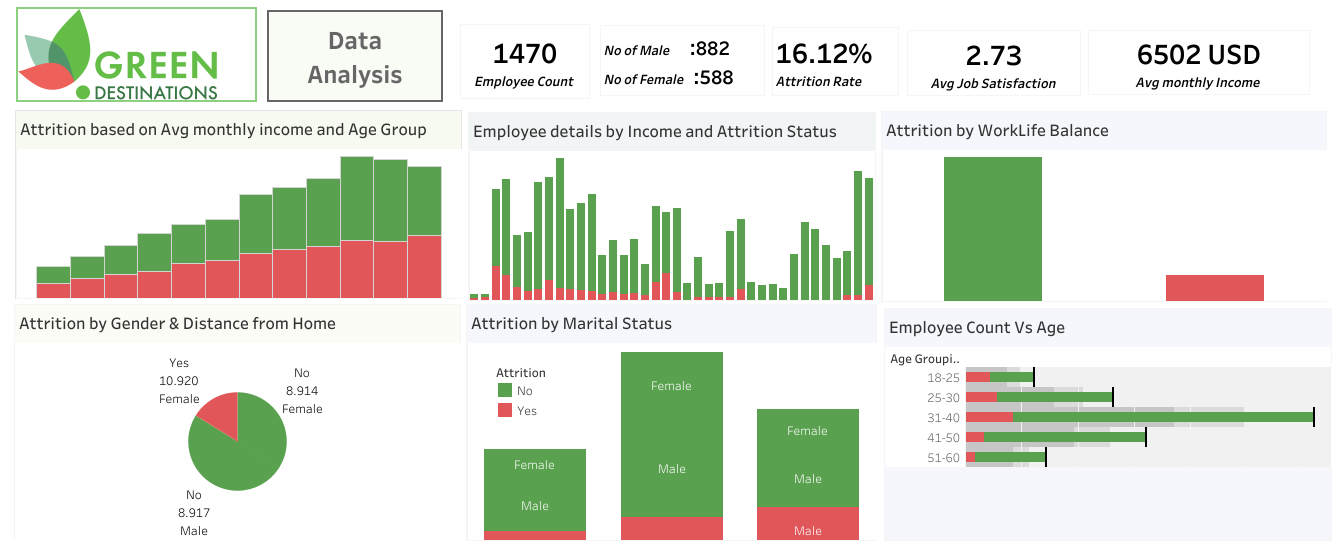 GREEN
DESTINATIONS
Data
Analysis
1470
Employee Count
No of Male :882
No of Female :588
16.12%
Attrition Rate
2.73
Avg Job Satisfaction
6502 USD
Avg monthly Income
Attrition based on Avg monthly income and Age Group
Employee details by Income and Attrition Status
Attrition by WorkLife Balance
Attrition by Gender & Distance from Home
Yes
10.920
Female
No
8.914
Female
No
8.917
Male
Attrition by Marital Status
Attrition
No
Yes
Female
Male
Female
Male
Female
Male
Male
Employee Count Vs Age
Age Groupi..
18-25
25-30
31-40
41-50
51-60